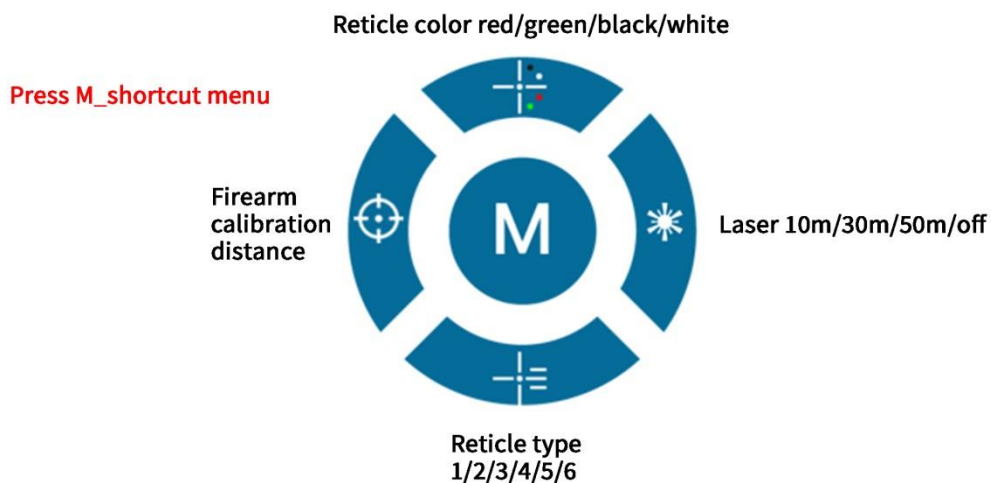 Reticle color red/green/black/white
Press M_shortcut menu
Firearm
calibration
distance
M
Laser 10m/30m/50m/off
Reticle type
1/2/3/4/5/6